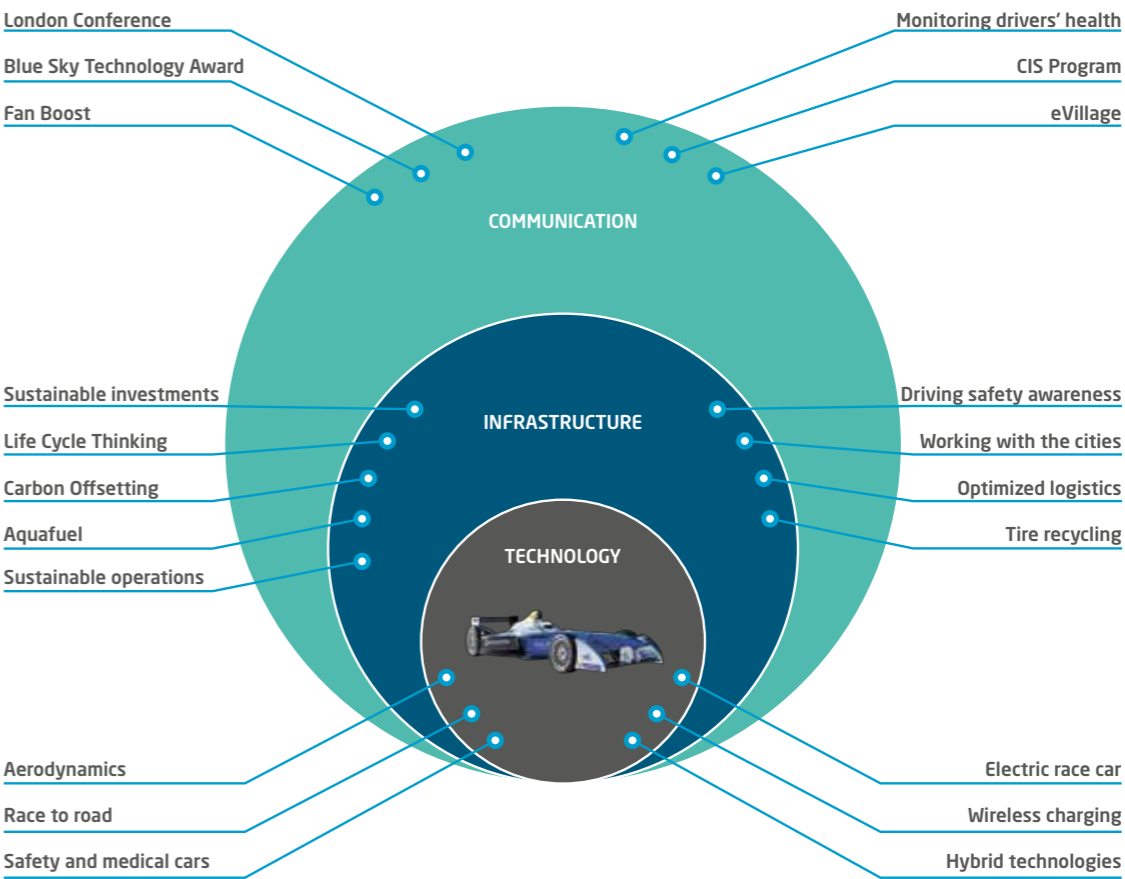 London Conference
Blue Sky Technology Award
Fan Boost
Monitoring drivers' health
CIS Program
eVillage
COMMUNICATION
Sustainable investments
Life Cycle Thinking
Carbon Offsetting
Aquafuel
Sustainable operations
INFRASTRUCTURE
Driving safety awareness
Working with the cities
Optimized logistics
Tire recycling
TECHNOLOGY
Aerodynamics
Race to road
Safety and medical cars
Electric race car
Wireless charging
Hybrid technologies